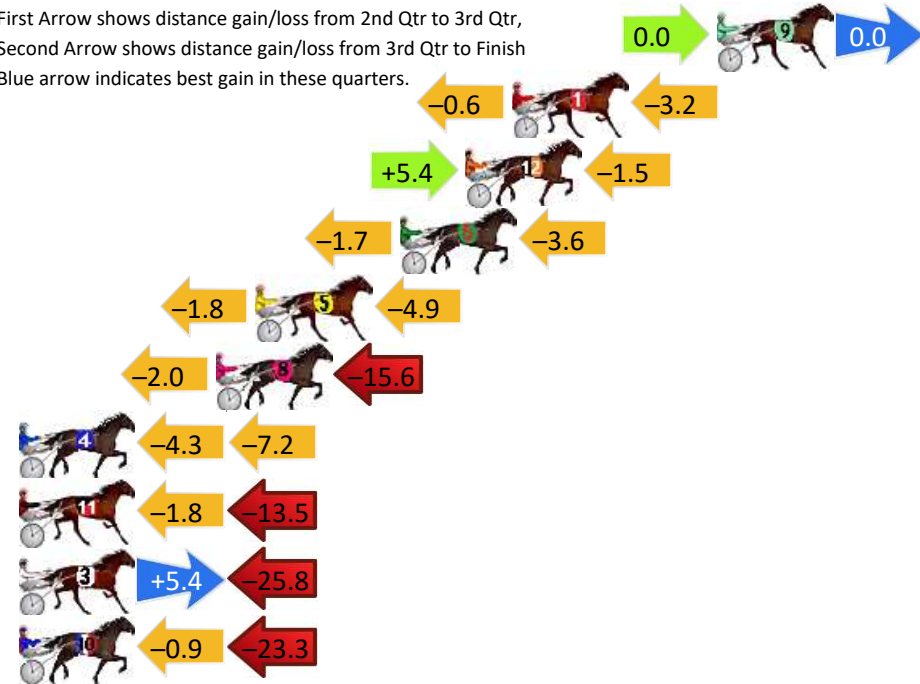 First Arrow shows distance gain/loss from 2nd Qtr to 3rd Qtr,
Second Arrow shows distance gain/loss from 3rd Qtr to Finish
Blue arrow indicates best gain in these quarters.
0.0 9 0.0
–0.6 1 –3.2
+5.4 12 –1.5
–1.7 –3.6
–1.8 5 –4.9
–2.0 8 –15.6
4 –4.3 –7.2
11 –1.8 –13.5
3 +5.4 –25.8
10 –0.9 –23.3